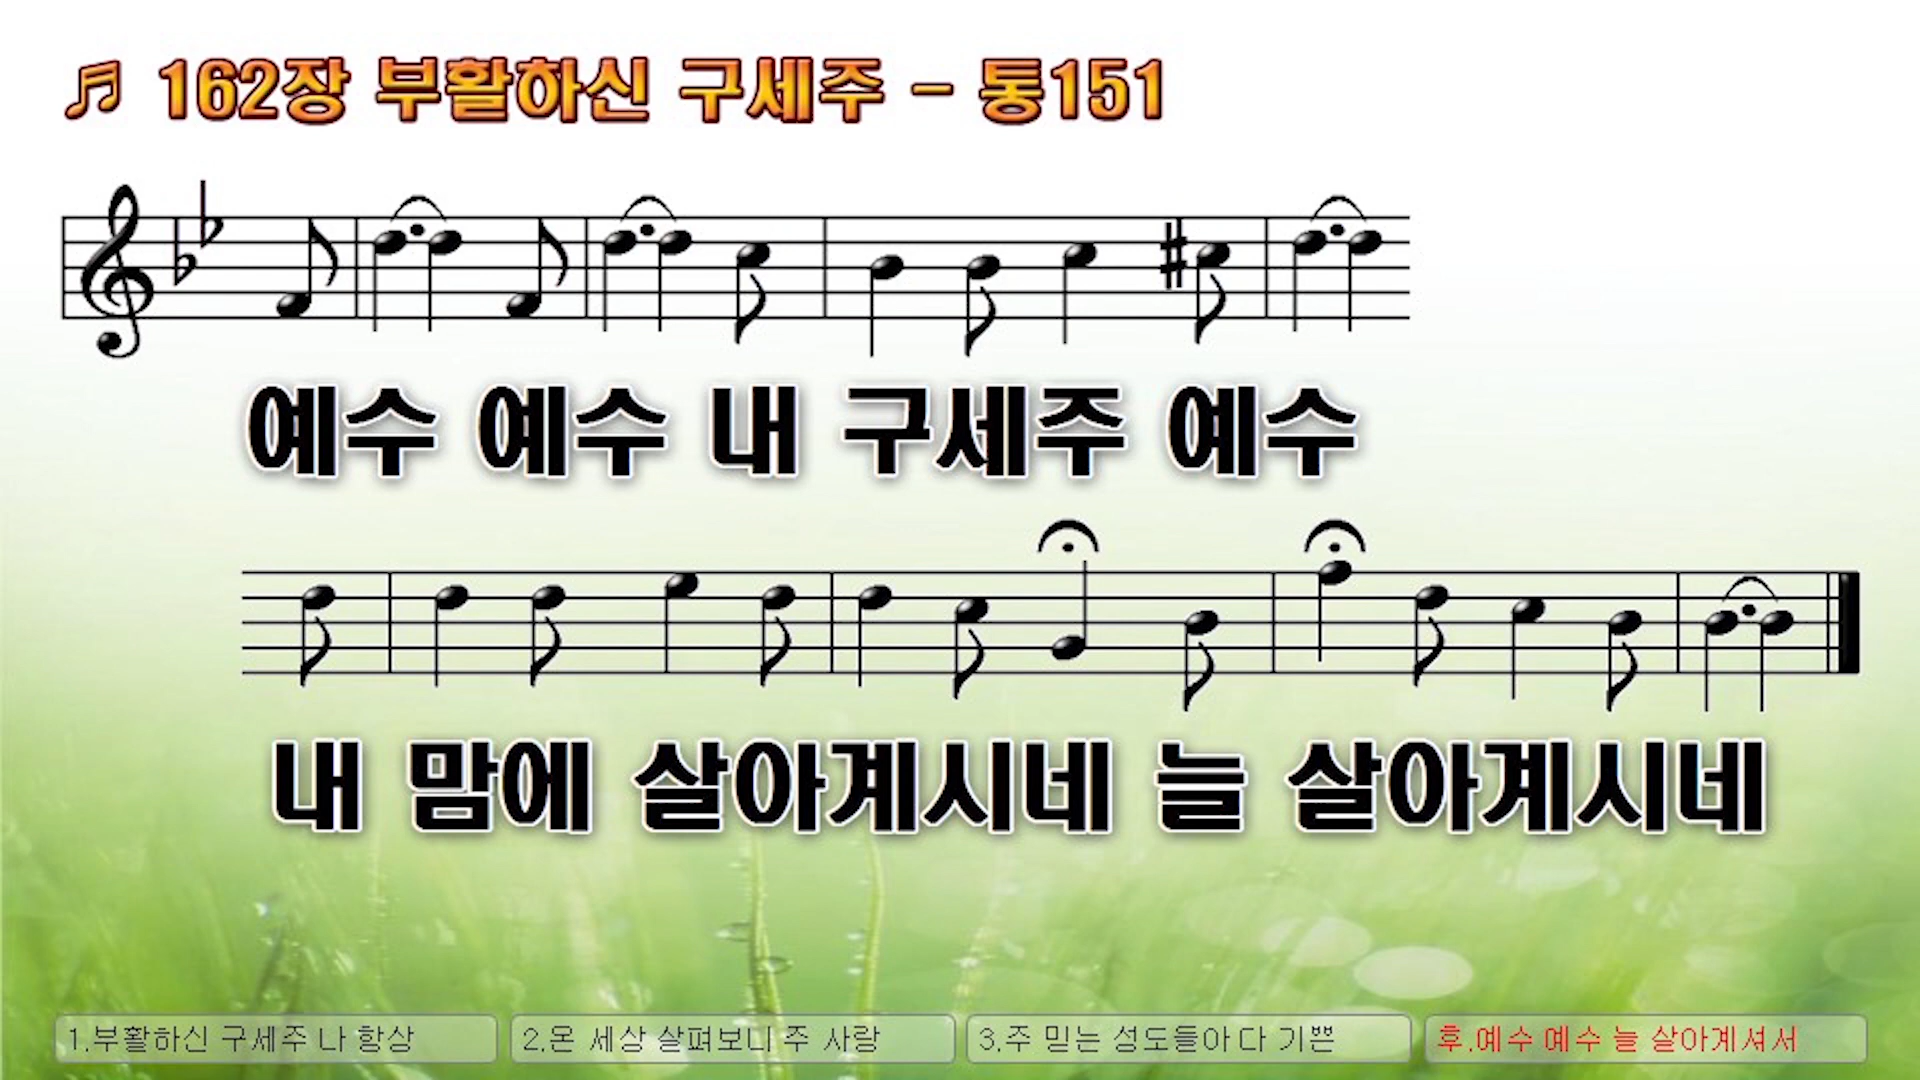 162장 부활하신 구세주 - 통151
예수 예수 내 구세주 예수
내 맘에 살아계시네 늘 살아계시네
1.부활하신 구세주 나 항상
2.온 세상 살펴보니 주 사랑
3.주 믿는 성도들아 다 기쁜
후.예수 예수 늘 살아계셔서